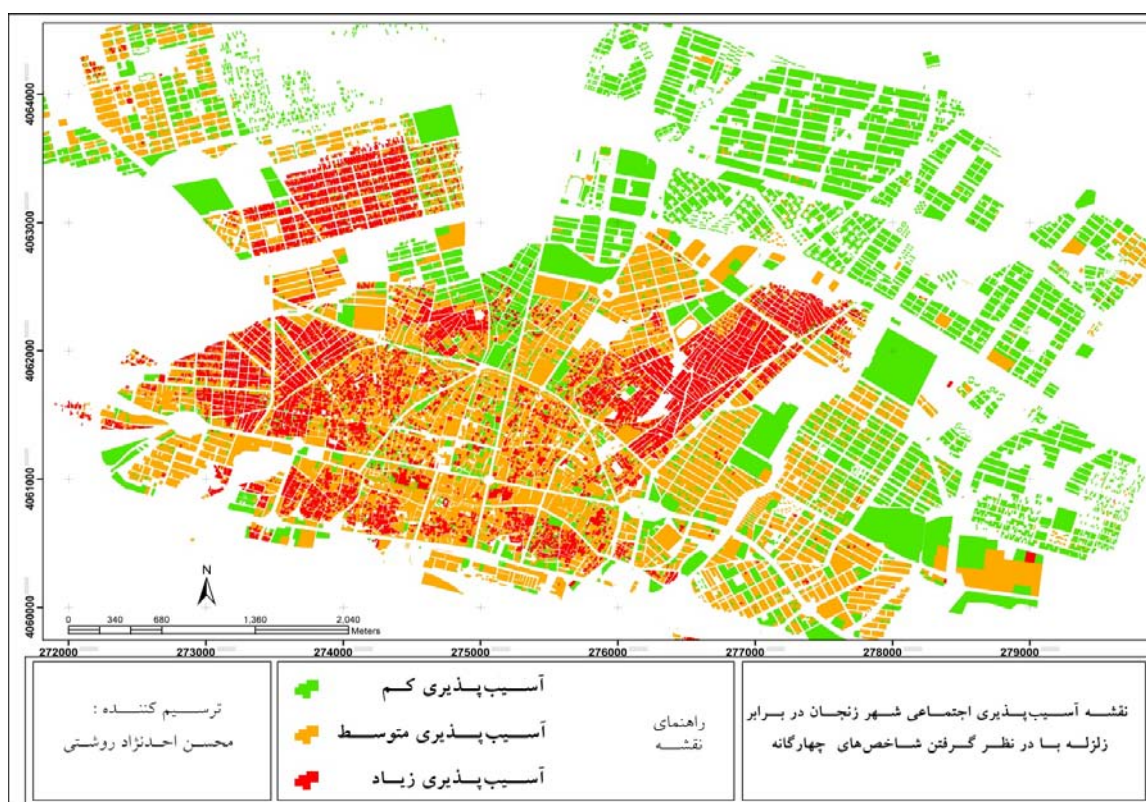 4064000
4063000
4062000
4061000
4060000
N
0 340 680 1,360 2,040
Meters
272000 273000 274000 275000 276000 277000 278000 279000
نقشه آسیب‌پذیری اجتماعی شهر زنجان در برابر
زلزله با در نظر گرفتن شاخص‌های چهارگانه
راهنمای
نقشه
آسیب‌پذیری کم
آسیب‌پذیری متوسط
آسیب‌پذیری زیاد
ترسیم کننده :
محسن احدنژاد روشتی